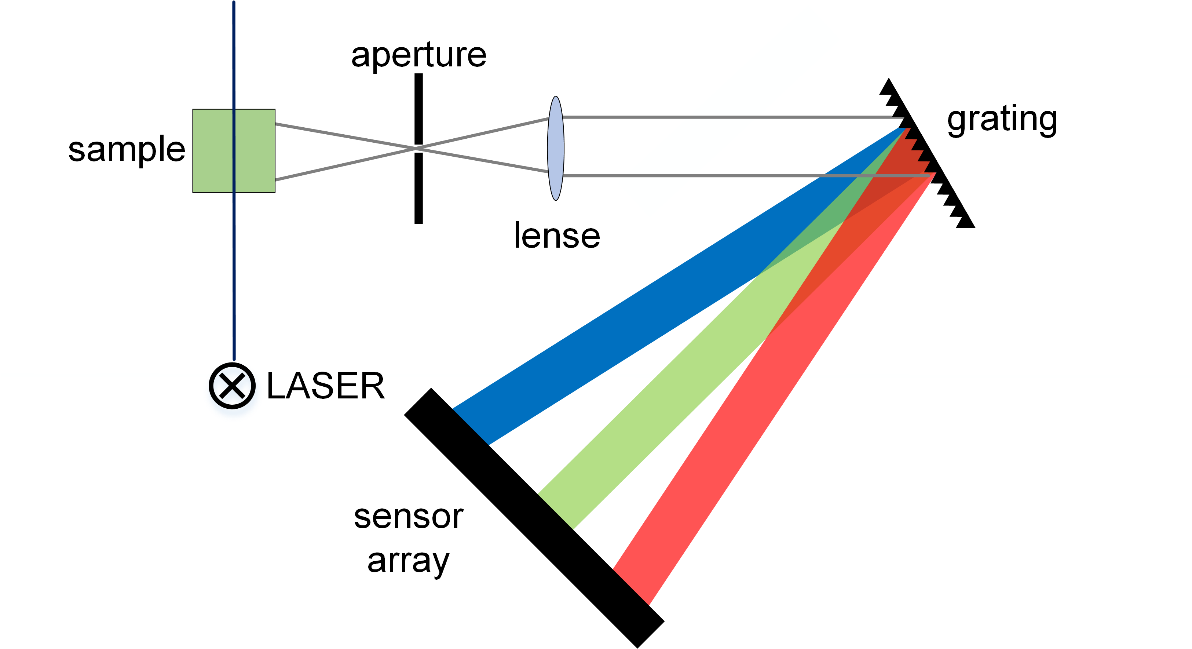 aperture
sample
grating
lense
LASER
sensor
array